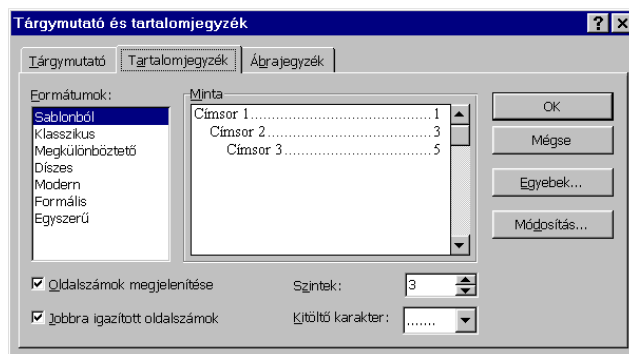 Tárgymutató és tartalomjegyzék
Tárgymutató Tartalomjegyzék Ábrajegyzék
Formátumok:
Sablonból
Klasszikus
Megkülönböztető
Díszes
Modern
Formális
Egyszerű
Minta
Címsor 1.......................................1
Címsor 2....................................3
Címsor 3................................5
OK
Mégse
Egyebek...
Módosítás...
Oldalszámok megjelenítése
Szintek: 3
Jobbra igazított oldalszámok
Kitöltő karakter: .......